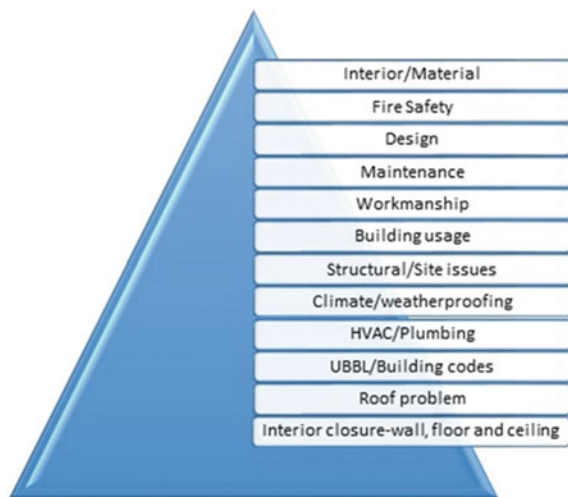 Interior/Material
Fire Safety
Design
Maintenance
Workmanship
Building usage
Structural/Site issues
Climate/weatherproofing
HVAC/Plumbing
UBBL/Building codes
Roof problem
Interior closure-wall, floor and ceiling